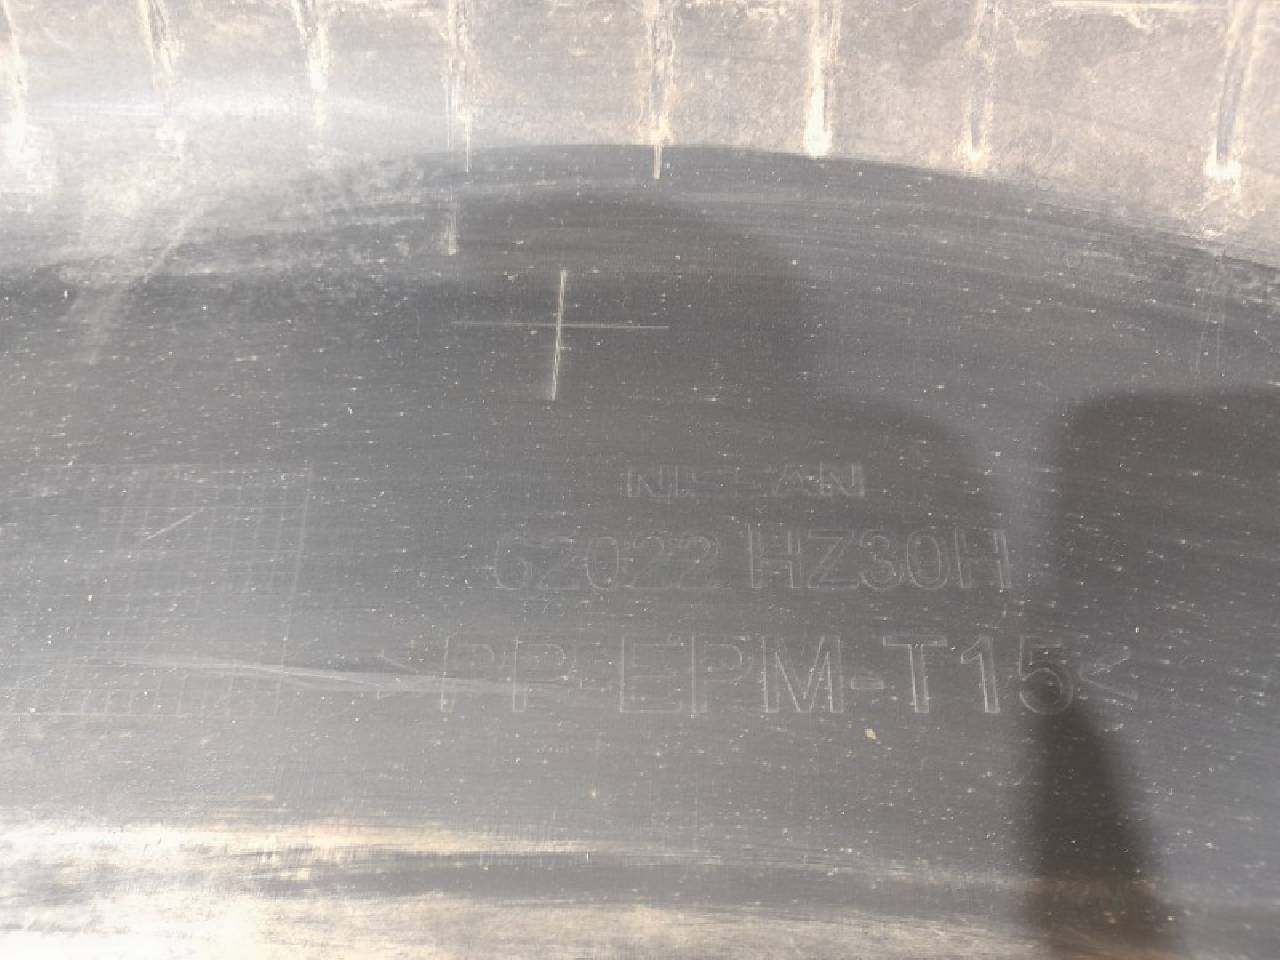 NISSAN
62022 HZ30H
>PP-EPM-T15<